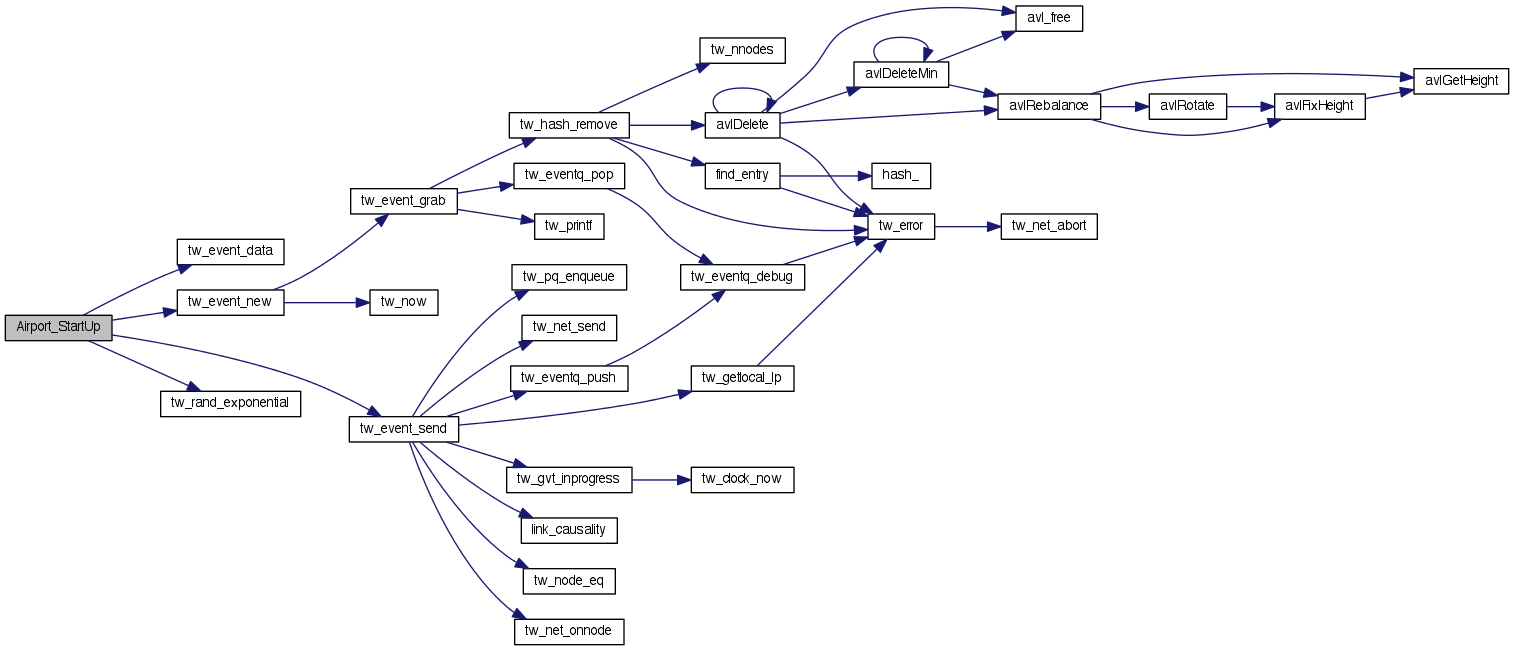 avl_free
tw_nnodes
avlDeleteMin
avlGetHeight
avlRebalance
avlRotate
avlFixHeight
tw_hash_remove
avlDelete
tw_eventq_pop
find_entry
hash_
tw_event_grab
tw_printf
tw_error
tw_net_abort
tw_event_data
tw_pq_enqueue
tw_eventq_debug
tw_event_new
tw_now
Airport_StartUp
tw_net_send
tw_eventq_push
tw_getlocal_lp
tw_rand_exponential
tw_event_send
tw_gvt_inprogress
tw_clock_now
link_causality
tw_node_eq
tw_net_onnode